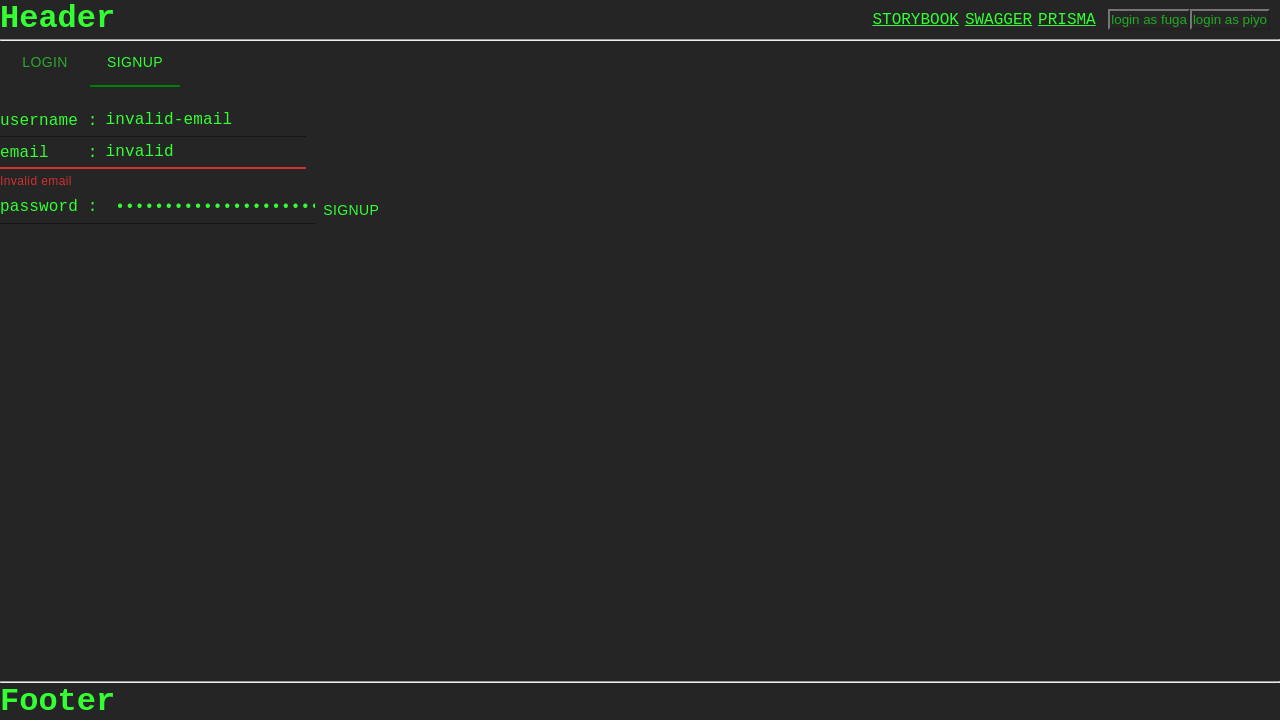 Header
STORYBOOK SWAGGER PRISMA login as fuga login as piyo
LOGIN SIGNUP
username : invalid-email
email : invalid
Invalid email
password : •••••••••••••••••••••
SIGNUP
Footer